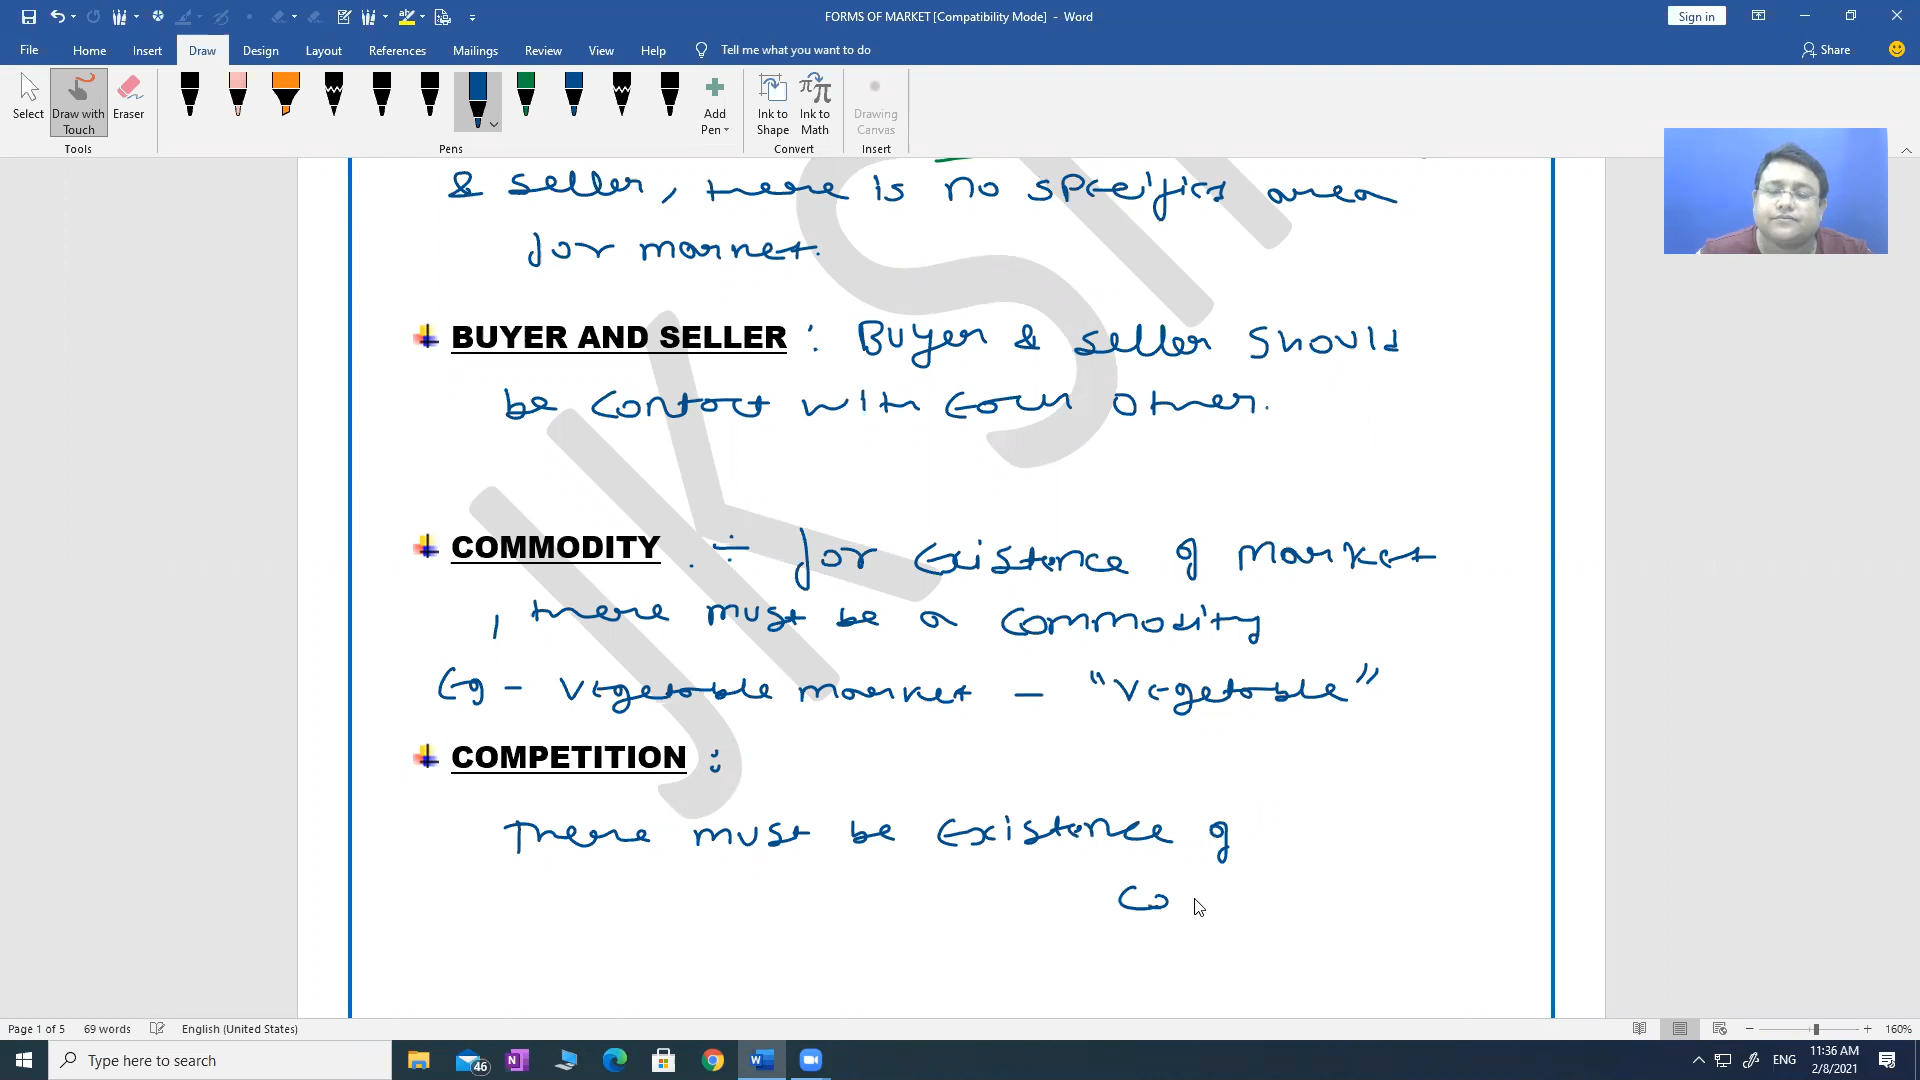 FORMS OF MARKET [Compatibility Mode] - Word
Sign in
File Home Insert Draw Design Layout References Mailings Review View Help Tell me what you want to do
Share
Select Draw with Touch Eraser
Add Pen
Ink to Shape
Ink to Math
Drawing Canvas
Tools Pens Convert Insert
& seller, there is no specific area
for market.
BUYER AND SELLER : Buyer & seller should
be contact with each other.
COMMODITY : for existence of market
, there must be a commodity
Eg - Vegetable market - "Vegetable"
COMPETITION :
There must be existence of
Co
JK SH
Page 1 of 5 69 words English (United States) 160%
Type here to search
46
ENG
11:36 AM
2/8/2021